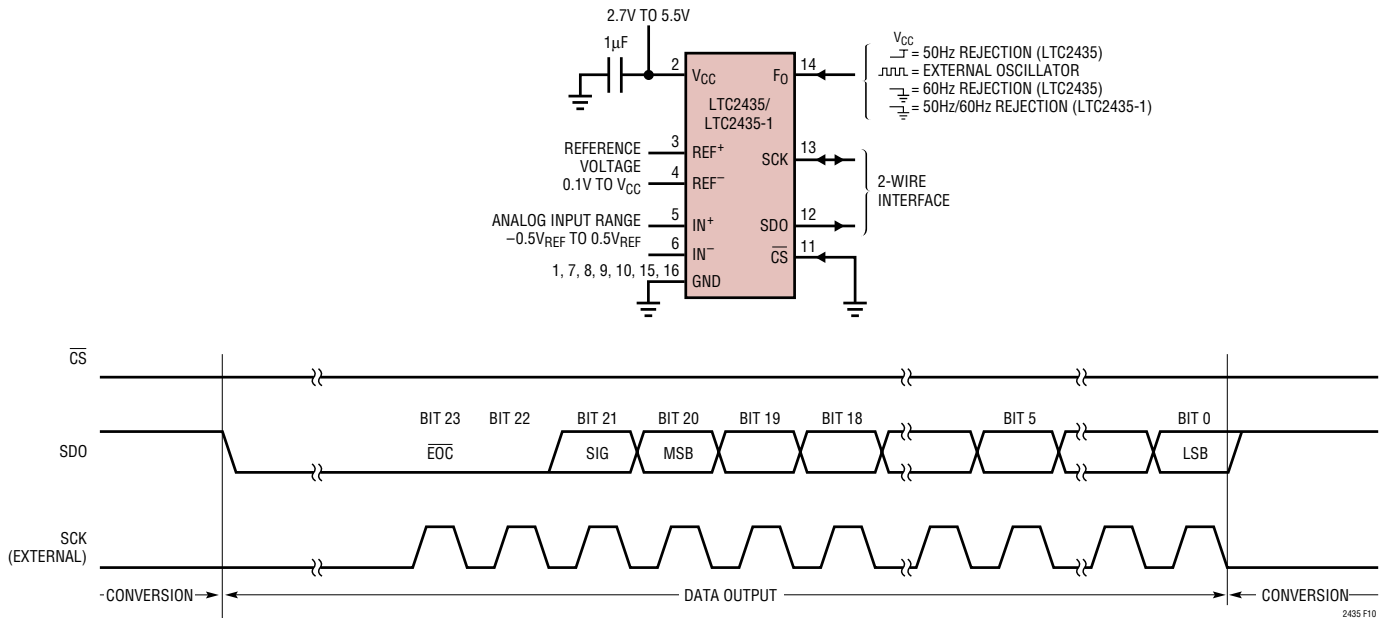 2.7V TO 5.5V
1µF
2
VCC
FO
14
LTC2435/
LTC2435-1
VCC
= 50Hz REJECTION (LTC2435)
= EXTERNAL OSCILLATOR
= 60Hz REJECTION (LTC2435)
= 50Hz/60Hz REJECTION (LTC2435-1)
REFERENCE
VOLTAGE
0.1V TO VCC
3
REF+
4
REF−
SCK
13
2-WIRE
INTERFACE
ANALOG INPUT RANGE
−0.5VREF TO 0.5VREF
5
IN+
6
IN−
SDO
12
CS
11
1, 7, 8, 9, 10, 15, 16
GND
CS
SDO
BIT 23 BIT 22 BIT 21 BIT 20 BIT 19 BIT 18 BIT 5 BIT 0
EOC SIG MSB LSB
SCK
(EXTERNAL)
CONVERSION DATA OUTPUT CONVERSION
2435 F10